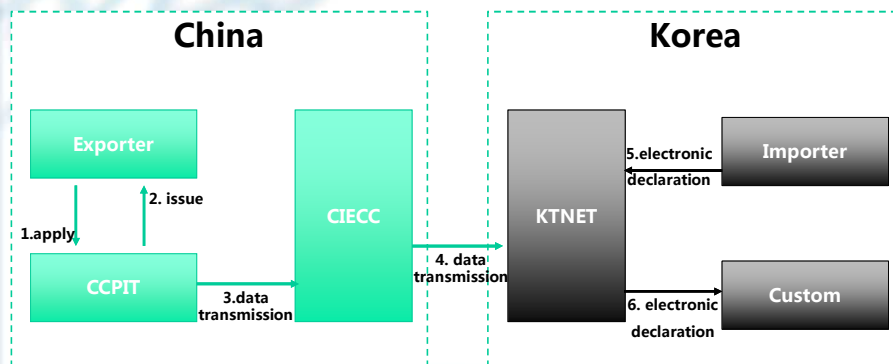 China
Korea
Exporter
1.apply
2. issue
CCPIT
3.data
transmission
CIECC
4. data
transmission
KTNET
5.electronic
declaration
Importer
6. electronic
declaration
Custom